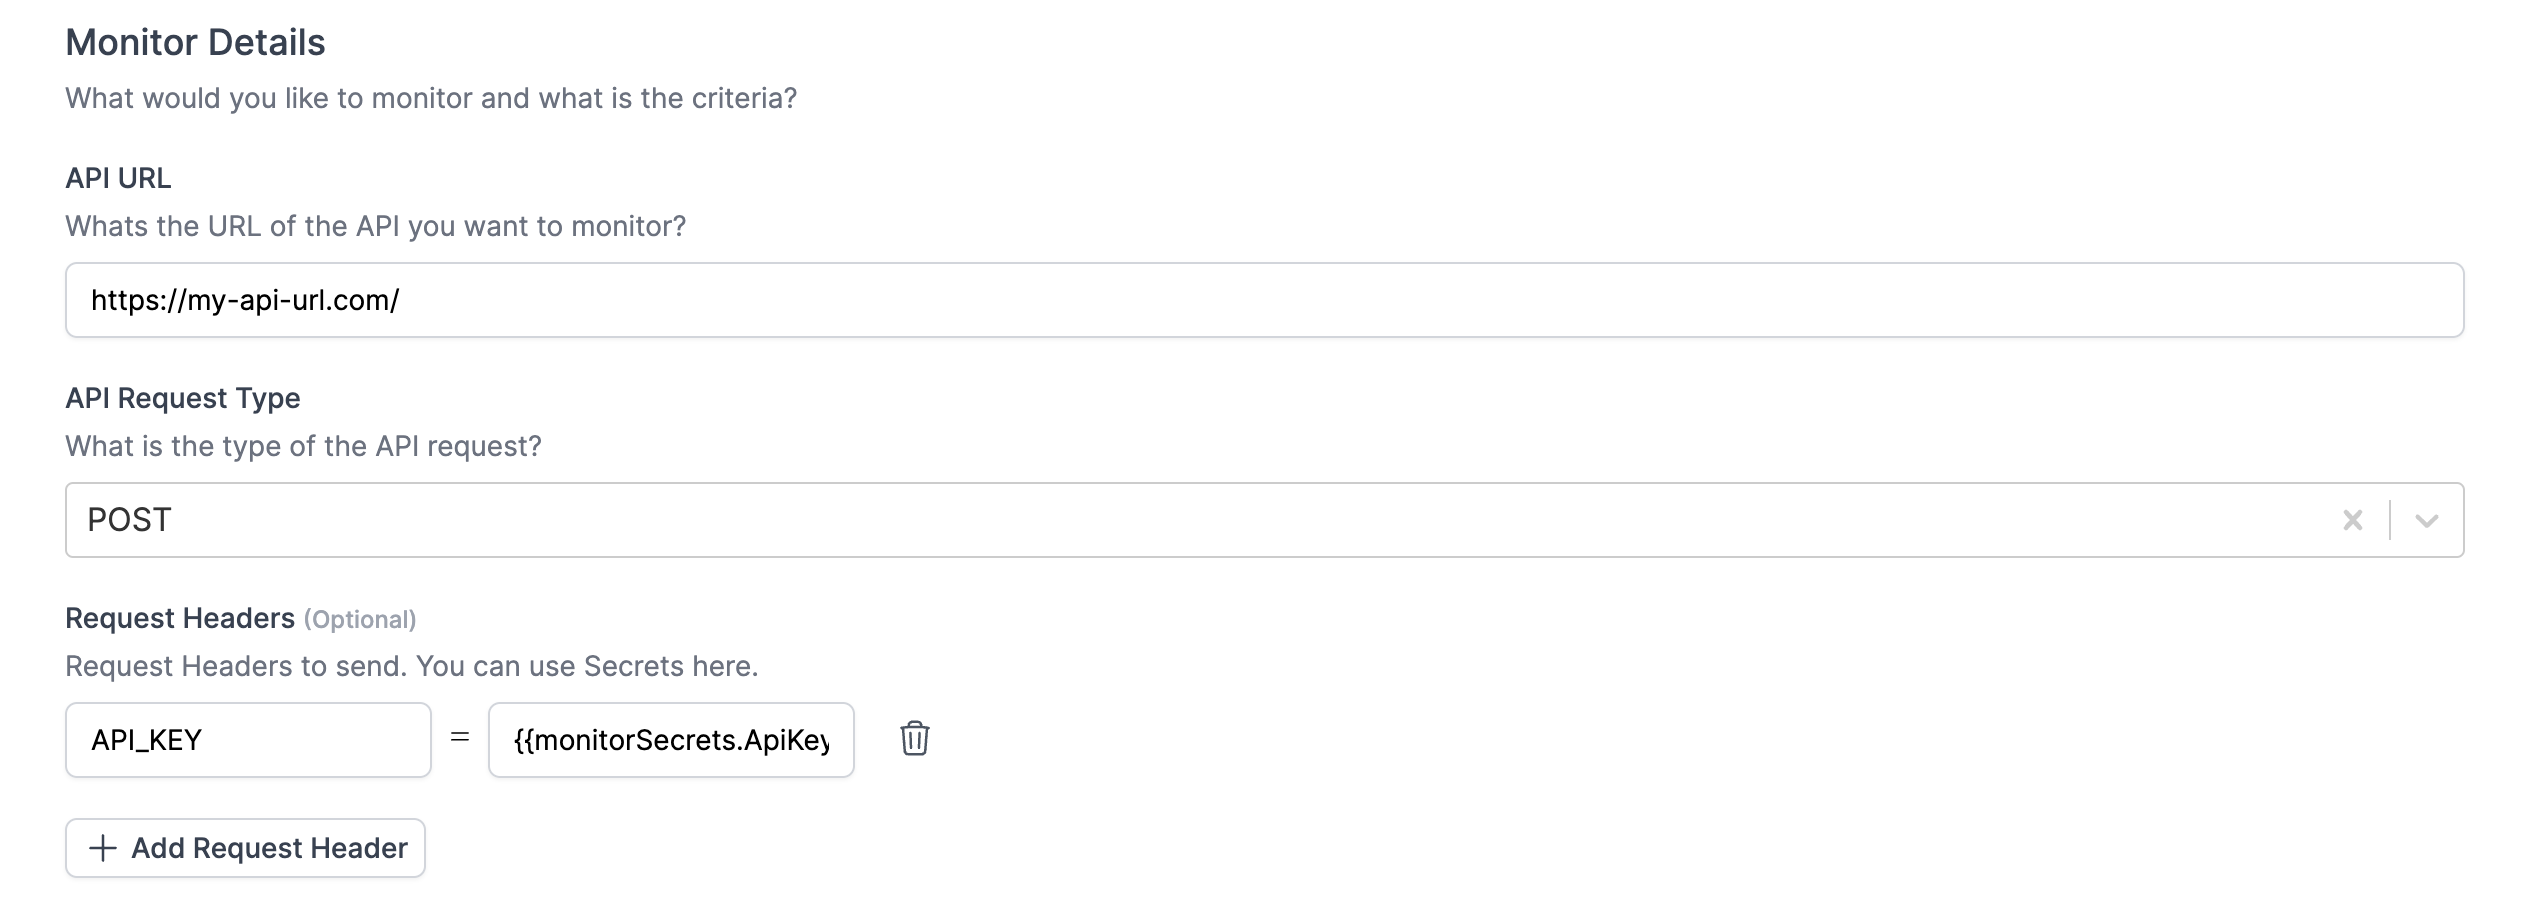 Monitor Details
What would you like to monitor and what is the criteria?
API URL
Whats the URL of the API you want to monitor?
https://my-api-url.com/
API Request Type
What is the type of the API request?
POST
Request Headers (Optional)
Request Headers to send. You can use Secrets here.
API_KEY = {{monitorSecrets.ApiKey
Add Request Header